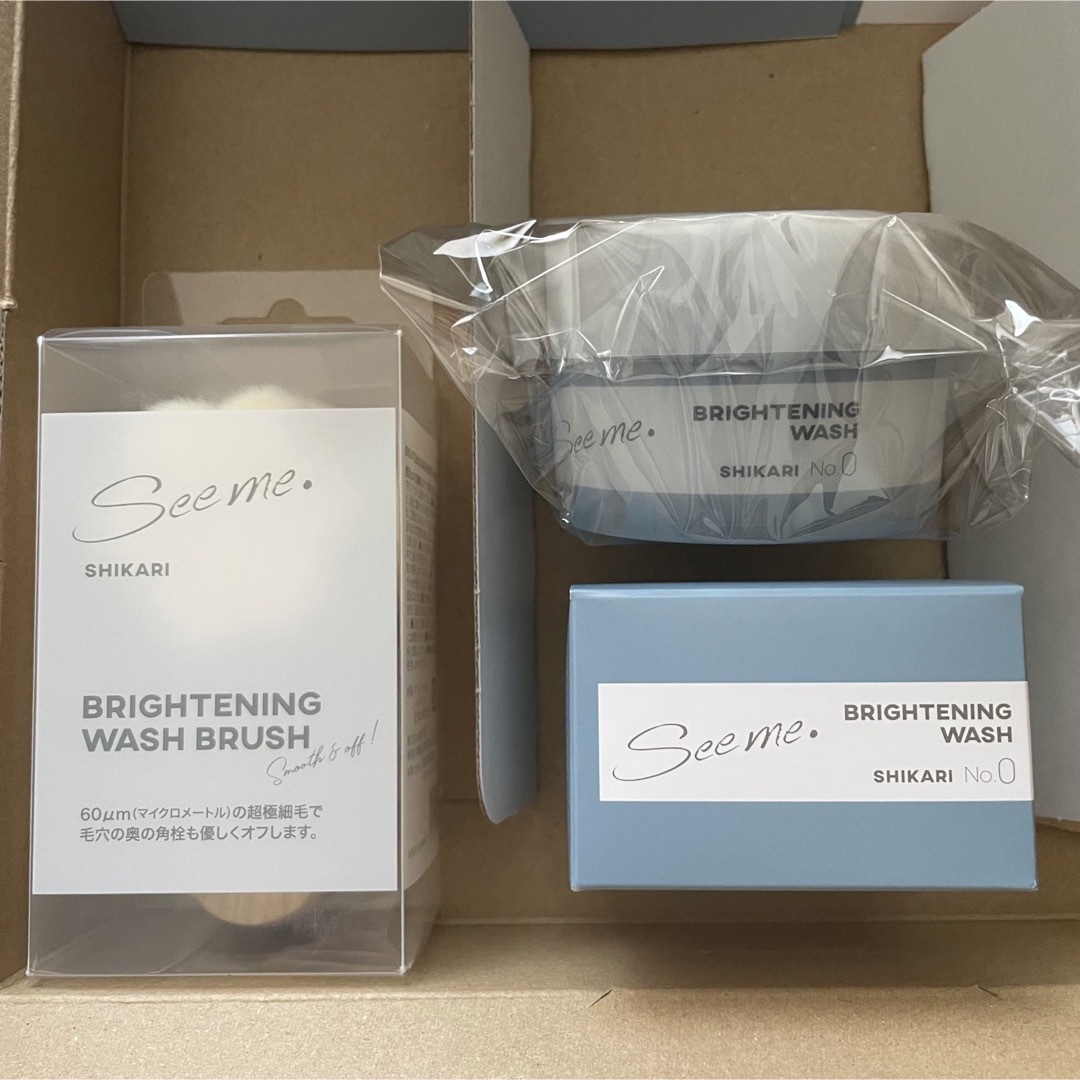 See me.
SHIKARI
BRIGHTENING
WASH BRUSH
Smooth & off!
60μm(マイクロメートル)の超極細毛で
毛穴の奥の角栓も優しくオフします。
See me.
BRIGHTENING
WASH
SHIKARI No.0
See me.
BRIGHTENING
WASH
SHIKARI No.0